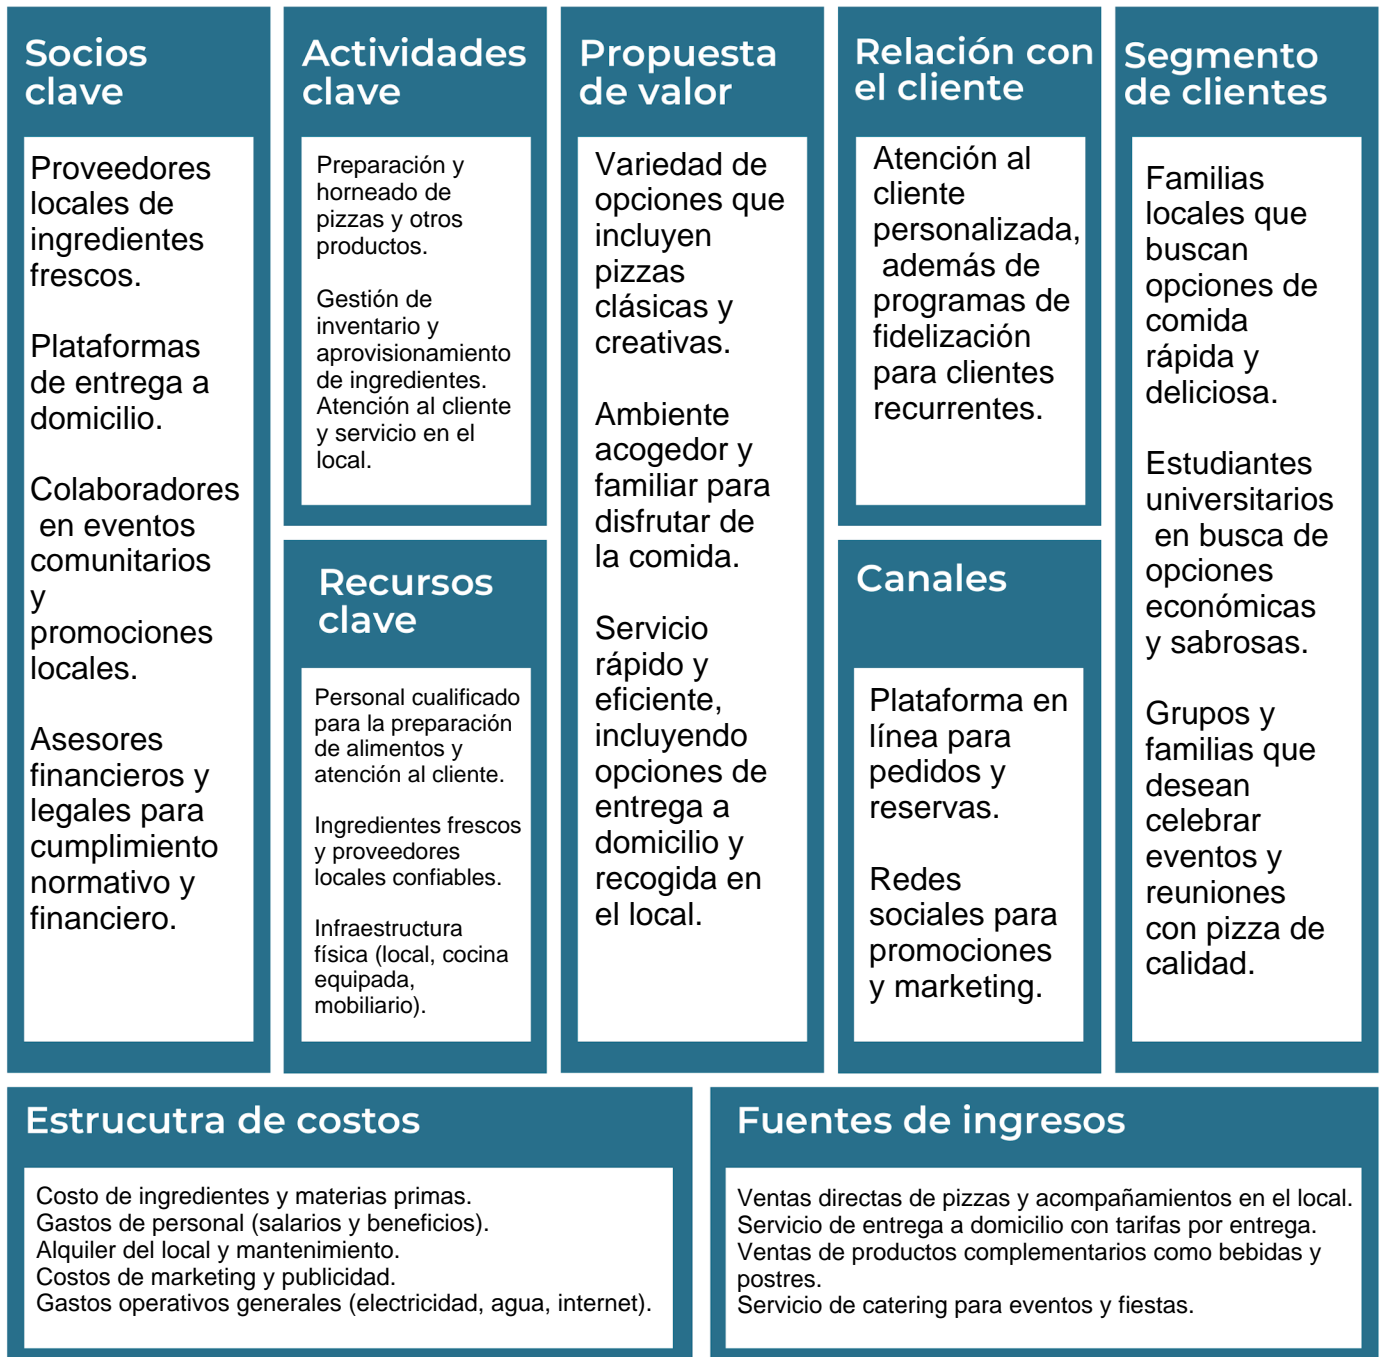 Socios
clave
Proveedores
locales de
ingredientes
frescos.
Plataformas
de entrega a
domicilio.
Colaboradores
en eventos
comunitarios
y
promociones
locales.
Asesores
financieros y
legales para
cumplimiento
normativo y
financiero.
Actividades
clave
Preparación y
horneado de
pizzas y otros
productos.
Gestión de
inventario y
aprovisionamiento
de ingredientes.
Atención al cliente
y servicio en el
local.
Recursos
clave
Personal cualificado
para la preparación
de alimentos y
atención al cliente.
Ingredientes frescos
y proveedores
locales confiables.
Infraestructura
física (local, cocina
equipada,
mobiliario).
Propuesta
de valor
Variedad de
opciones que
incluyen
pizzas
clásicas y
creativas.
Ambiente
acogedor y
familiar para
disfrutar de
la comida.
Servicio
rápido y
eficiente,
incluyendo
opciones de
entrega a
domicilio y
recogida en
el local.
Relación con
el cliente
Atención al
cliente
personalizada,
además de
programas de
fidelización
para clientes
recurrentes.
Canales
Plataforma en
línea para
pedidos y
reservas.
Redes
sociales para
promociones
y marketing.
Segmento
de clientes
Familias
locales que
buscan
opciones de
comida
rápida y
deliciosa.
Estudiantes
universitarios
en busca de
opciones
económicas
y sabrosas.
Grupos y
familias que
desean
celebrar
eventos y
reuniones
con pizza de
calidad.
Estrucutra de costos
Costo de ingredientes y materias primas.
Gastos de personal (salarios y beneficios).
Alquiler del local y mantenimiento.
Costos de marketing y publicidad.
Gastos operativos generales (electricidad, agua, internet).
Fuentes de ingresos
Ventas directas de pizzas y acompañamientos en el local.
Servicio de entrega a domicilio con tarifas por entrega.
Ventas de productos complementarios como bebidas y
postres.
Servicio de catering para eventos y fiestas.